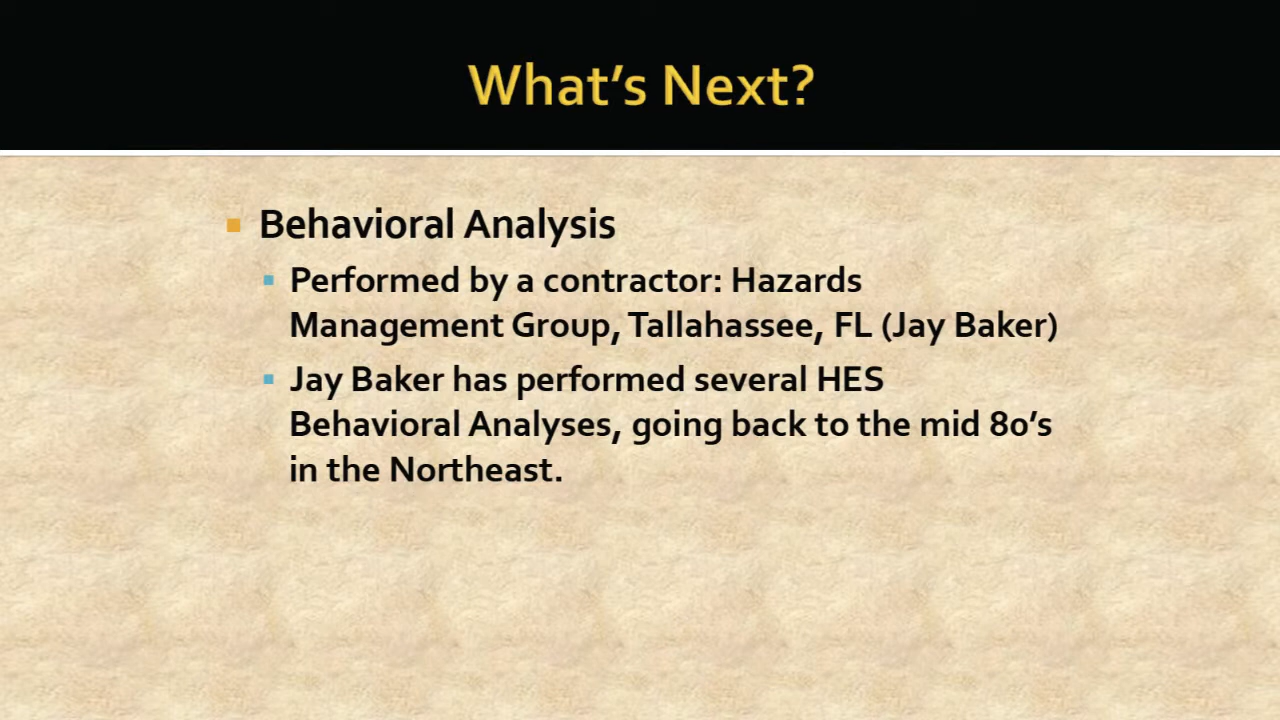 What’s Next?
Behavioral Analysis
Performed by a contractor: Hazards
Management Group, Tallahassee, FL (Jay Baker)
Jay Baker has performed several HES
Behavioral Analyses, going back to the mid 80’s
in the Northeast.